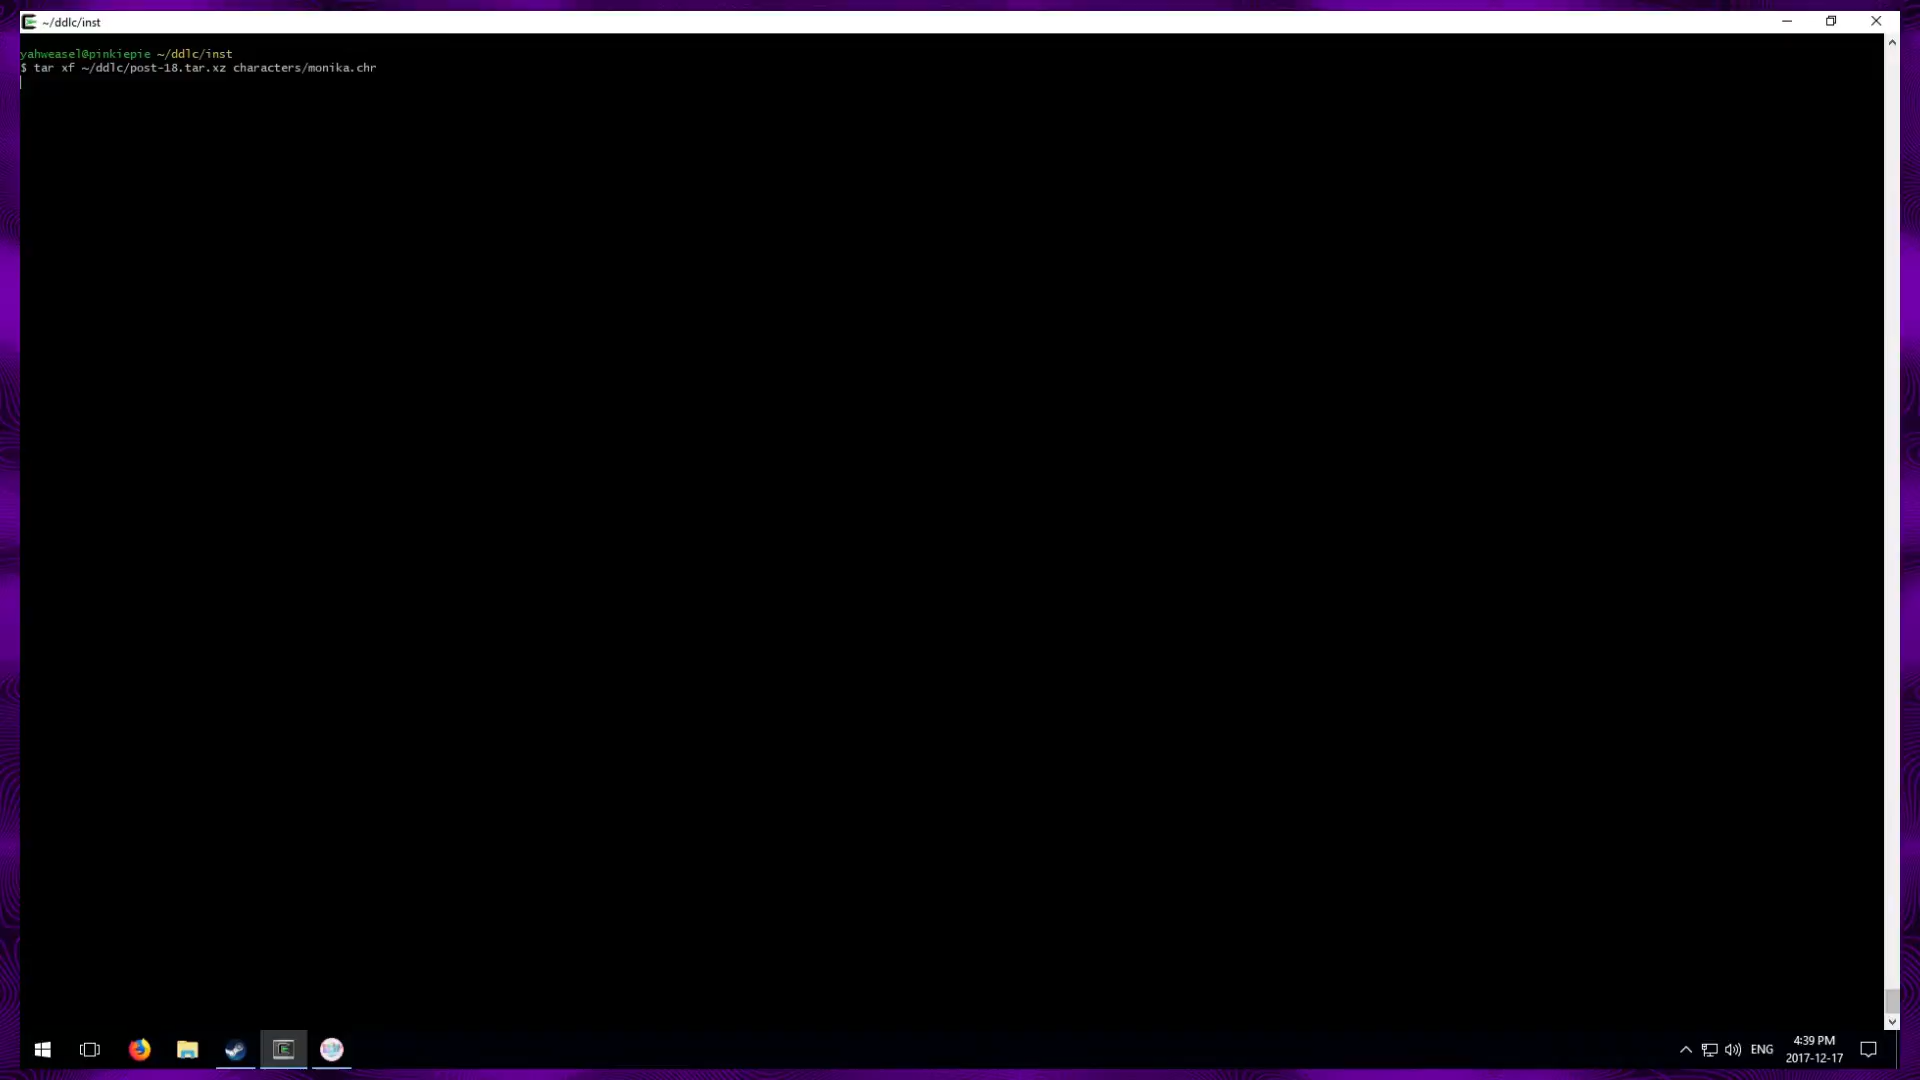 ~/ddlc/inst
yahweasel@pinkiepie ~/ddlc/inst
$ tar xf ~/ddlc/post-18.tar.xz characters/monika.chr
ENG
4:39 PM
2017-12-17